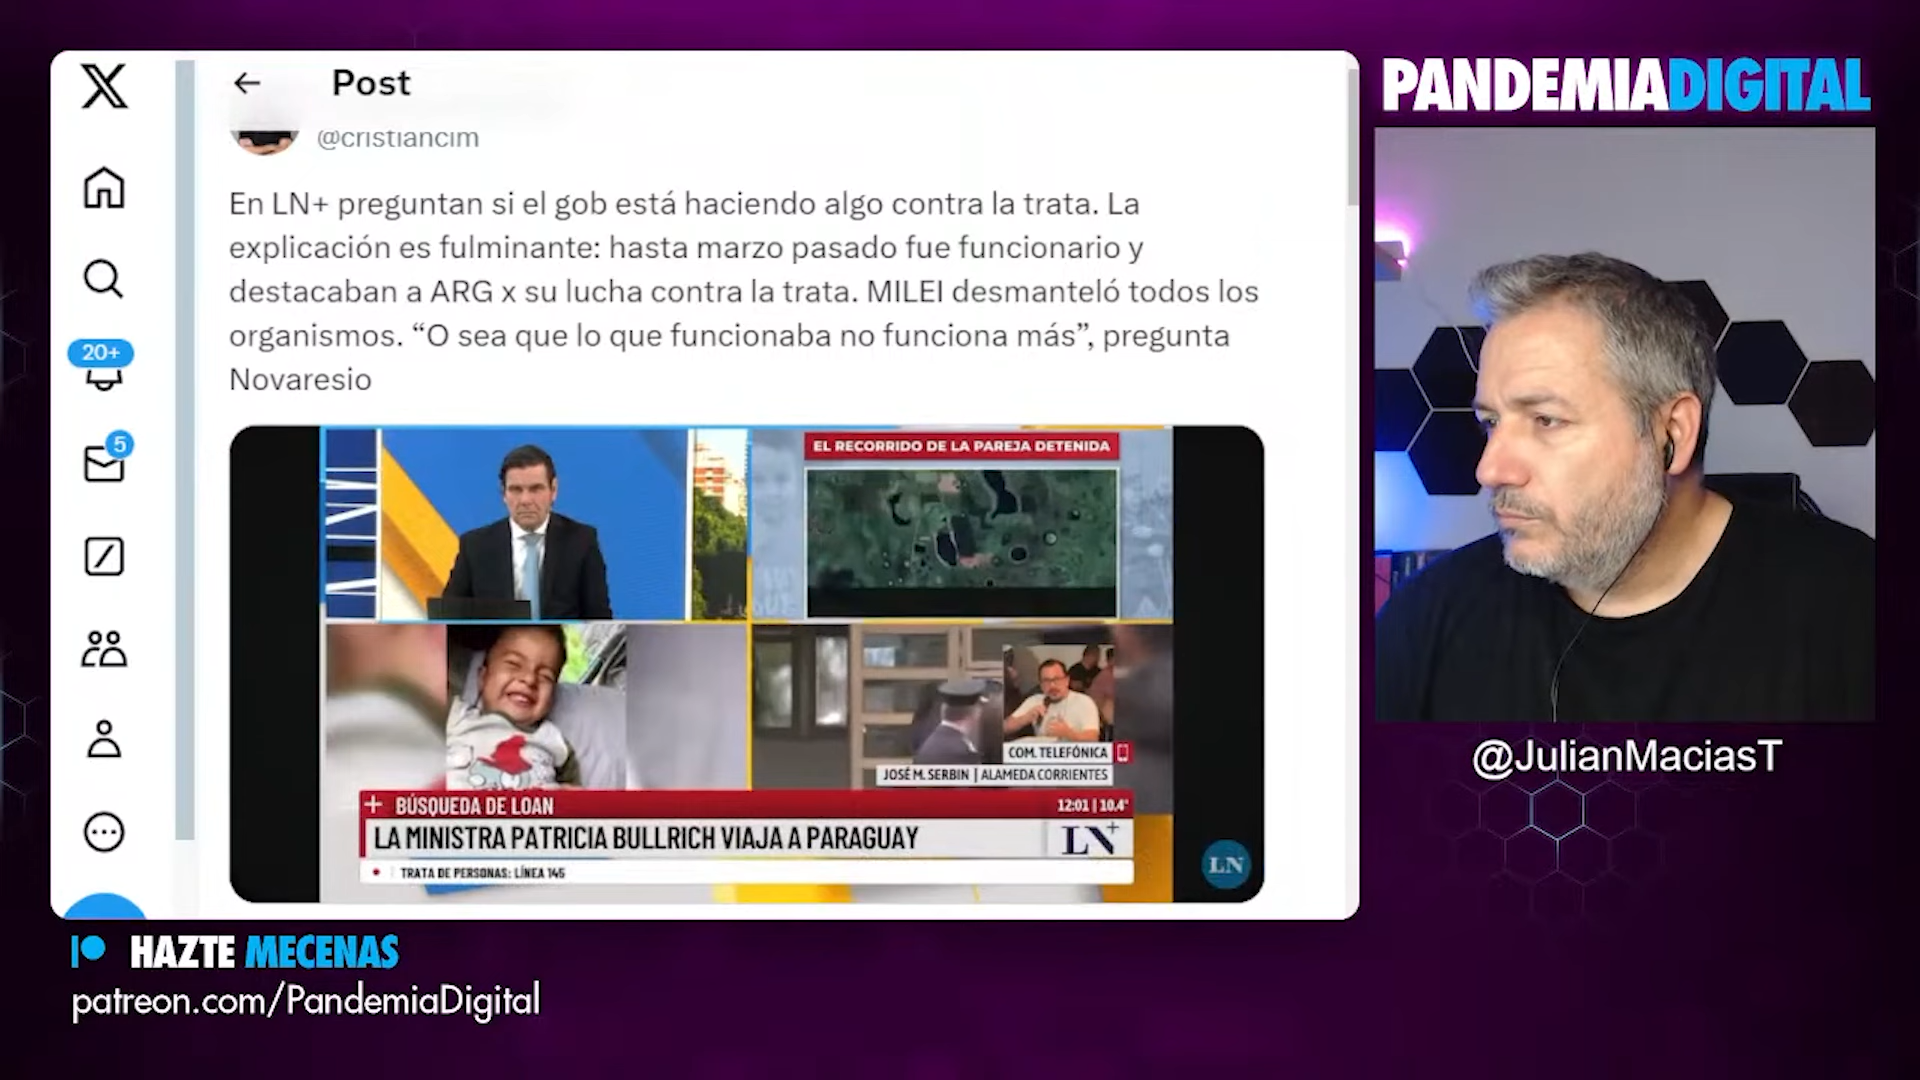 Post
@cristiancim
En LN+ preguntan si el gob está haciendo algo contra la trata. La
explicación es fulminante: hasta marzo pasado fue funcionario y
destacaban a ARG x su lucha contra la trata. MILEI desmanteló todos los
organismos. “O sea que lo que funcionaba no funciona más”, pregunta
Novaresio
20+
5
EL RECORRIDO DE LA PAREJA DETENIDA
COM. TELEFÓNICA
JOSÉ M. SERBIN | ALAMEDA CORRIENTES
+ BÚSQUEDA DE LOAN
12:01 | 10.4°
LA MINISTRA PATRICIA BULLRICH VIAJA A PARAGUAY
LN+
TRATA DE PERSONAS: LÍNEA 145
LN
PANDEMIADIGITAL
@JulianMaciasT
HAZTE MECENAS
patreon.com/PandemiaDigital